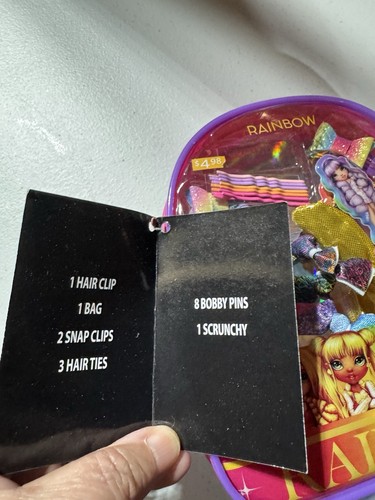 RAINBOW
$4.98
1 HAIR CLIP
1 BAG
2 SNAP CLIPS
3 HAIR TIES
8 BOBBY PINS
1 SCRUNCHY